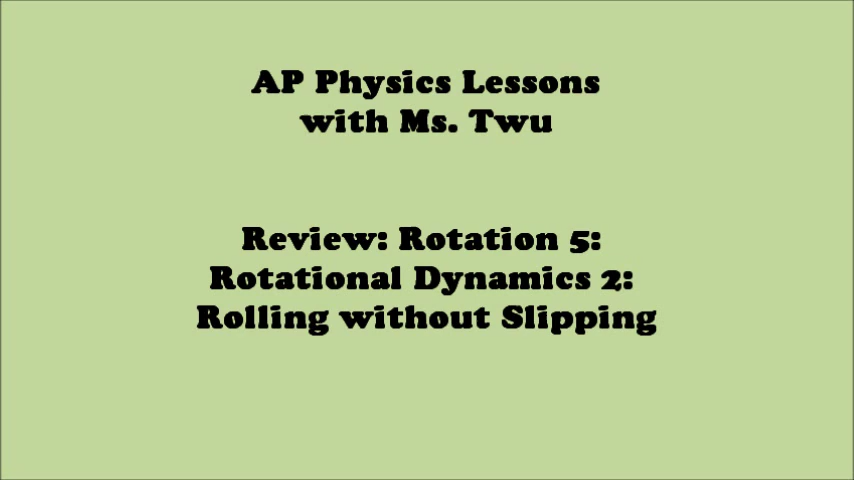 AP Physics Lessons
with Ms. Twu
Review: Rotation 5:
Rotational Dynamics 2:
Rolling without Slipping